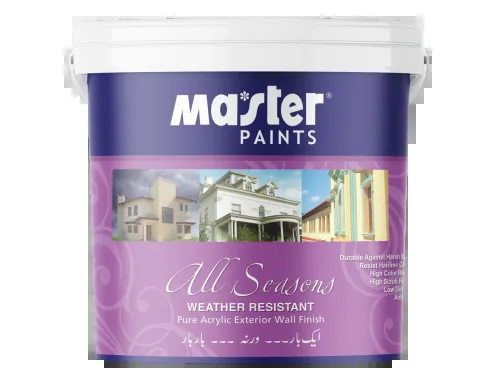 Master
PAINTS
Durable Against Harsh
Resist Hairline
High Color
High Scrub
Low
All Seasons
WEATHER RESISTANT
Pure Acrylic Exterior Wall Finish
ایک بار۔۔۔ ورنہ ۔۔۔ بار بار